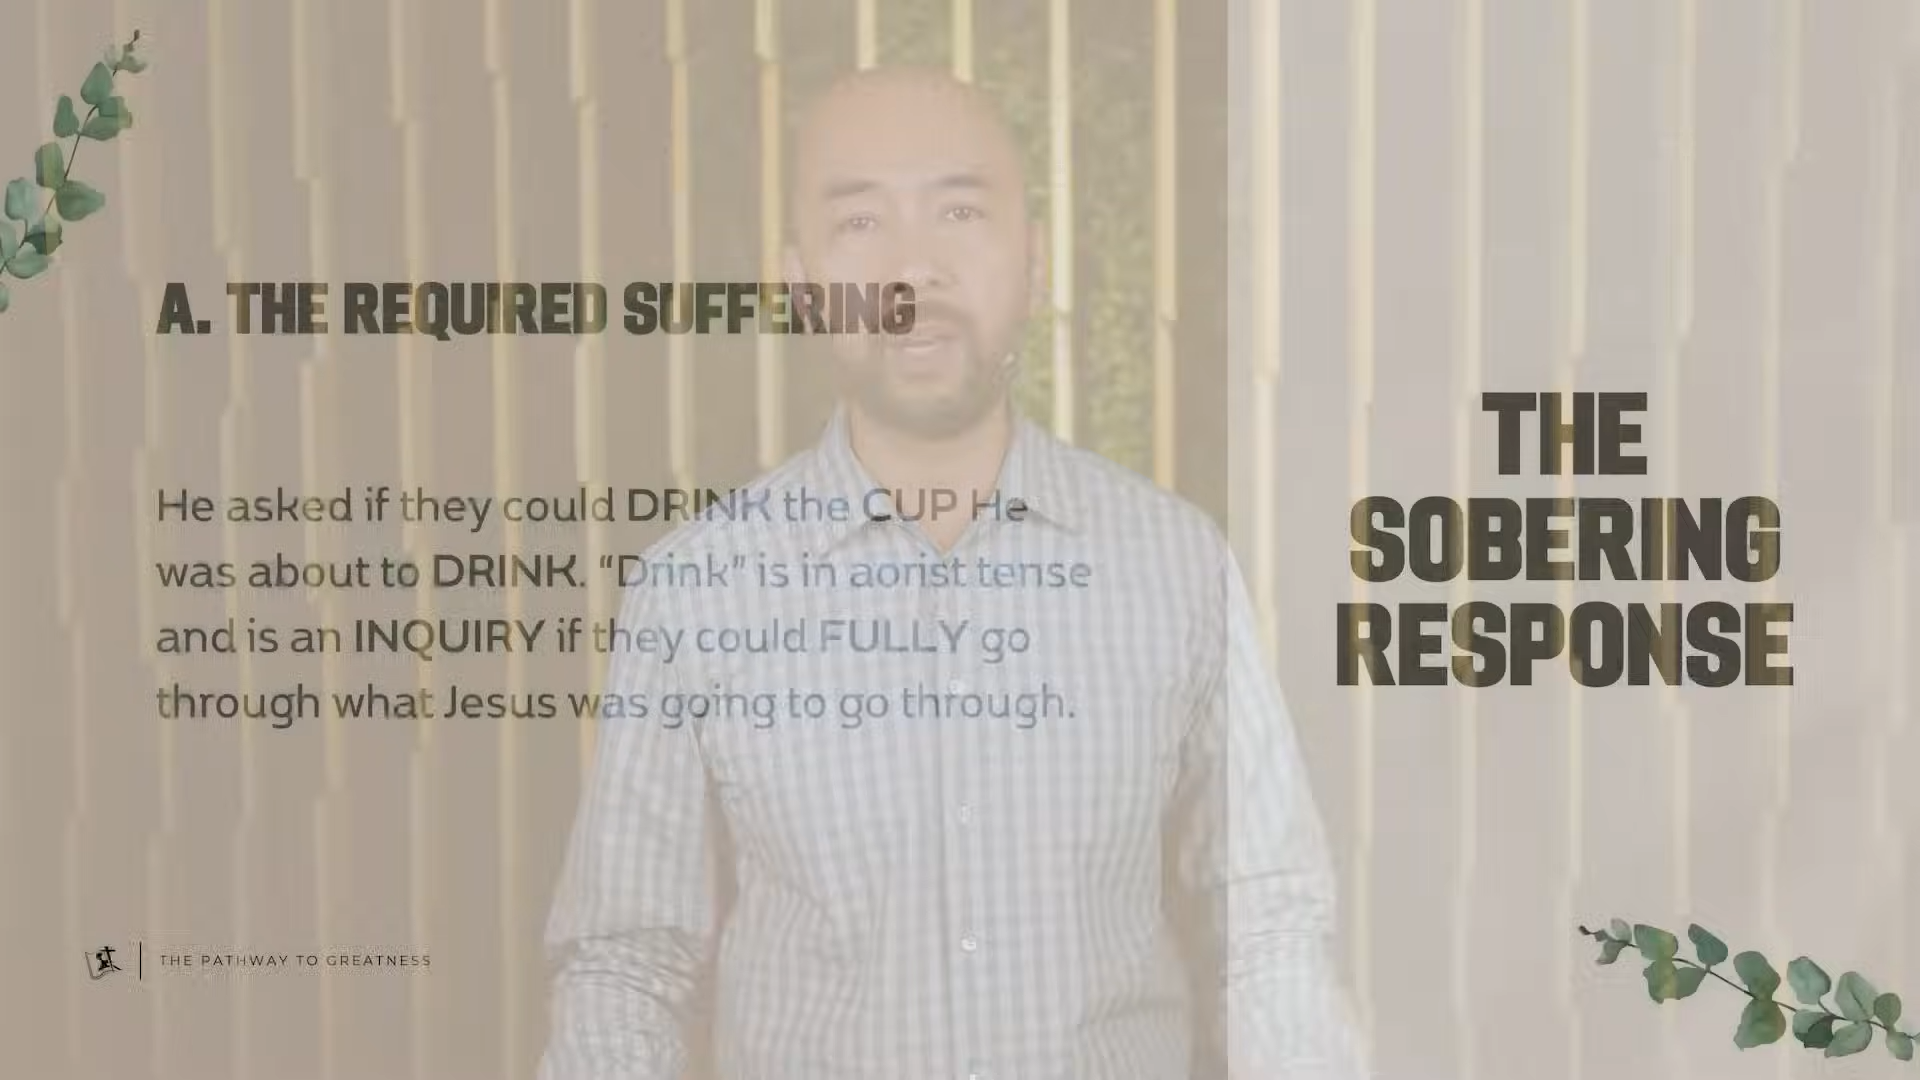 A. THE REQUIRED SUFFERING
He asked if they could DRINK the CUP He
was about to DRINK. “Drink” is in aorist tense
and is an INQUIRY if they could FULLY go
through what Jesus was going to go through.
THE
SOBERING
RESPONSE
THE PATHWAY TO GREATNESS